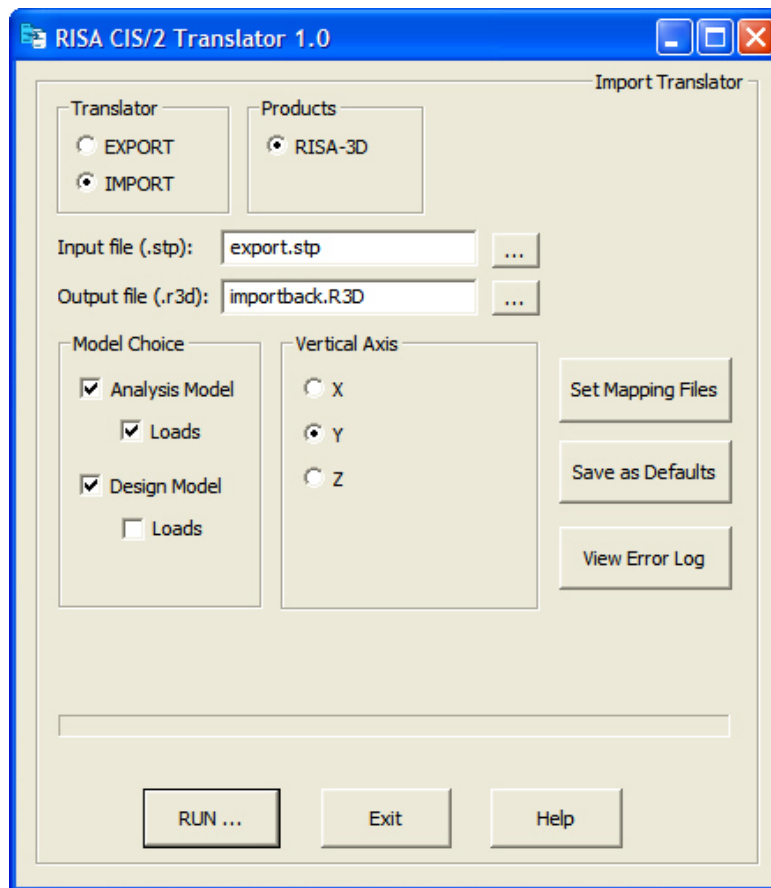 RISA CIS/2 Translator 1.0
Import Translator
Translator
Products
EXPORT
RISA-3D
IMPORT
Input file (.stp):
export.stp
...
Output file (.r3d):
importback.R3D
...
Model Choice
Vertical Axis
Analysis Model
X
Set Mapping Files
Loads
Y
Design Model
Z
Save as Defaults
Loads
View Error Log
RUN ...
Exit
Help